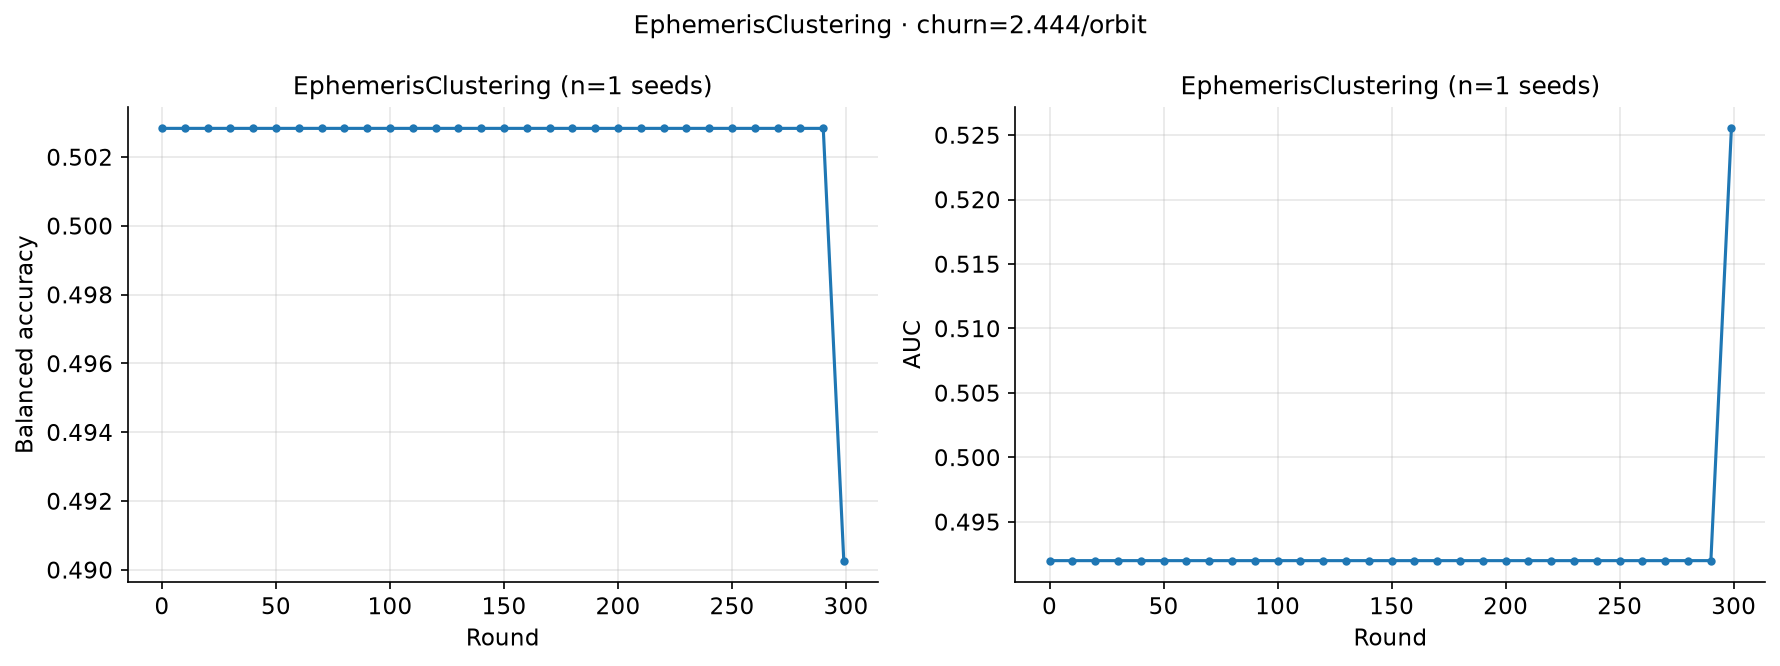 EphemerisClustering · churn=2.444/orbit
EphemerisClustering (n=1 seeds)
Balanced accuracy
0.502
0.500
0.498
0.496
0.494
0.492
0.490
0 50 100 150 200 250 300
Round
EphemerisClustering (n=1 seeds)
AUC
0.525
0.520
0.515
0.510
0.505
0.500
0.495
0 50 100 150 200 250 300
Round